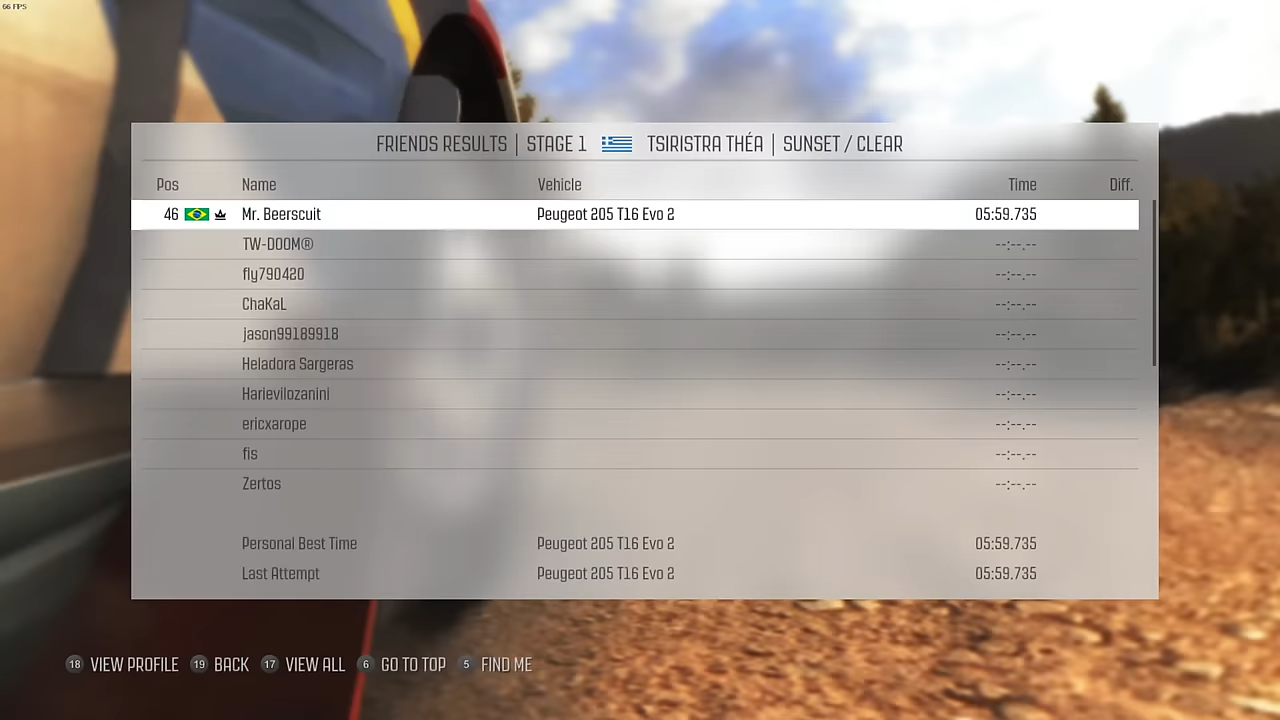 66 FPS
FRIENDS RESULTS | STAGE 1 TSIRISTRA THÉA | SUNSET / CLEAR
Pos Name Vehicle Time Diff.
46 Mr. Beerscuit Peugeot 205 T16 Evo 2 05:59.735
TW-DOOM® --:--.--
fly790420 --:--.--
ChaKaL --:--.--
jason99189918 --:--.--
Heladora Sargeras --:--.--
Harievilozanini --:--.--
ericxarope --:--.--
fis --:--.--
Zertos --:--.--
Personal Best Time Peugeot 205 T16 Evo 2 05:59.735
Last Attempt Peugeot 205 T16 Evo 2 05:59.735
18 VIEW PROFILE 19 BACK 17 VIEW ALL 6 GO TO TOP 5 FIND ME